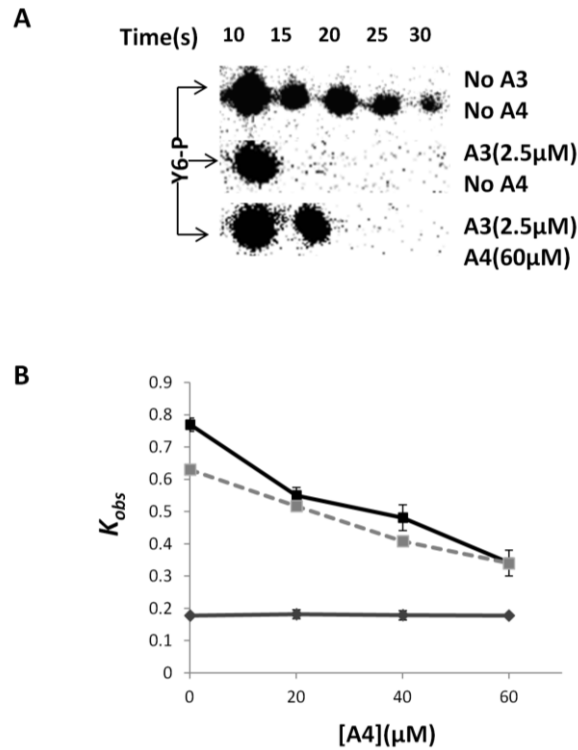 A
Time(s) 10 15 20 25 30
No A3
No A4
Y6-P
A3(2.5µM)
No A4
A3(2.5µM)
A4(60µM)
B
0.9
0.8
0.7
0.6
0.5
0.4
0.3
0.2
0.1
0
Kobs
0 20 40 60
[A4](µM)